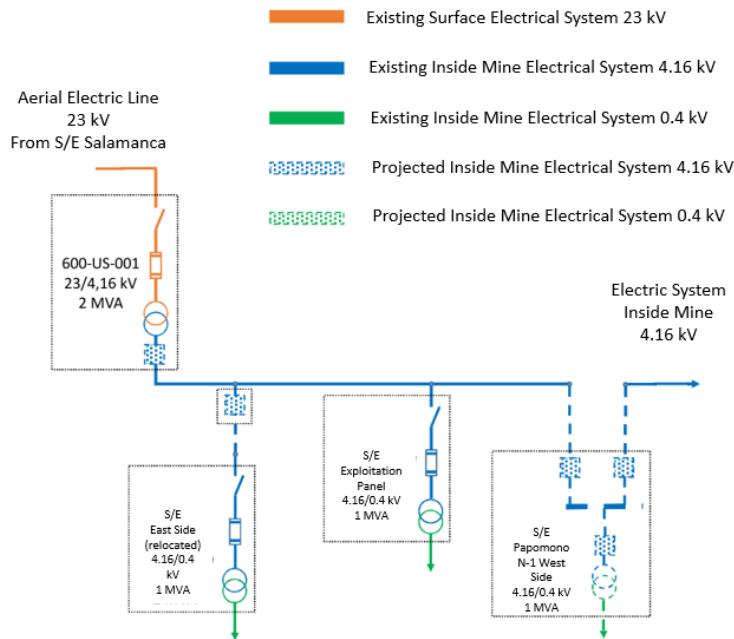 Existing Surface Electrical System 23 kV
Existing Inside Mine Electrical System 4.16 kV
Existing Inside Mine Electrical System 0.4 kV
Projected Inside Mine Electrical System 4.16 kV
Projected Inside Mine Electrical System 0.4 kV
Aerial Electric Line
23 kV
From S/E Salamanca
600-US-001
23/4,16 kV
2 MVA
Electric System
Inside Mine
4.16 kV
S/E
East Side
(relocated)
4.16/0.4
kV
1 MVA
S/E
Exploitation
Panel
4.16/0.4 kV
1 MVA
S/E
Papomono
N-1 West
Side
4.16/0.4 kV
1 MVA